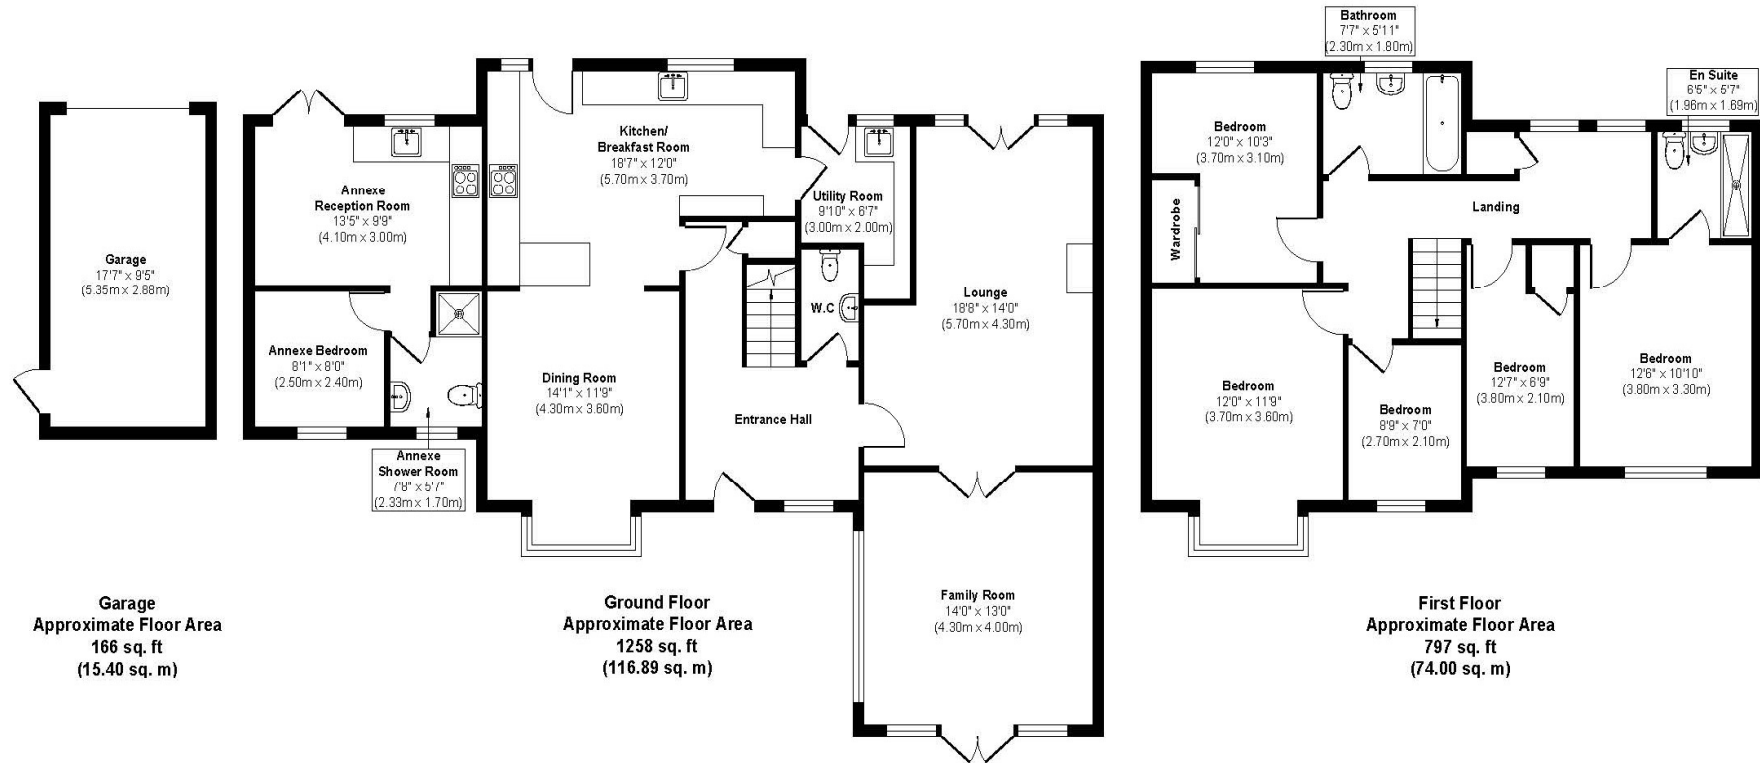 Garage
17'7" x 9'5"
(5.35m x 2.88m)
Garage
Approximate Floor Area
166 sq. ft
(15.40 sq. m)
Annexe
Reception Room
13'5" x 9'9"
(4.10m x 3.00m)
Annexe Bedroom
8'1" x 8'0"
(2.50m x 2.40m)
Annexe
Shower Room
7'8" x 5'7"
(2.33m x 1.70m)
Kitchen/
Breakfast Room
18'7" x 12'0"
(5.70m x 3.70m)
Utility Room
9'10" x 6'7"
(3.00m x 2.00m)
W.C
Lounge
18'8" x 14'0"
(5.70m x 4.30m)
Dining Room
14'1" x 11'9"
(4.30m x 3.60m)
Entrance Hall
Family Room
14'0" x 13'0"
(4.30m x 4.00m)
Ground Floor
Approximate Floor Area
1258 sq. ft
(116.89 sq. m)
Bathroom
7'7" x 5'11"
(2.30m x 1.80m)
En Suite
6'5" x 5'7"
(1.96m x 1.69m)
Bedroom
12'0" x 10'3"
(3.70m x 3.10m)
Wardrobe
Landing
Bedroom
12'0" x 11'9"
(3.70m x 3.60m)
Bedroom
8'9" x 7'0"
(2.70m x 2.10m)
Bedroom
12'7" x 6'9"
(3.80m x 2.10m)
Bedroom
12'6" x 10'10"
(3.80m x 3.30m)
First Floor
Approximate Floor Area
797 sq. ft
(74.00 sq. m)